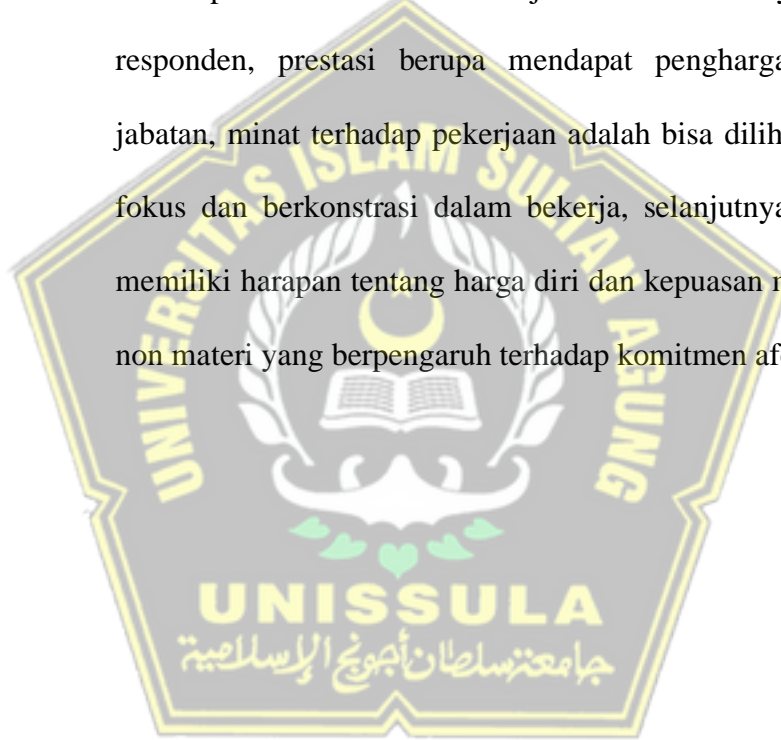 responden, prestasi berupa mendapat
jabatan, minat terhadap pekerjaan adalah bisa
fokus dan berkonstrasi dalam bekerja, selanjutnya
memiliki harapan tentang harga diri dan kepuasan
non materi yang berpengaruh terhadap komitmen
UNIVERSITAS ISLAM SULTAN AGUNG
UNISSULA
جامعة سلطان أجونج الإسلامية